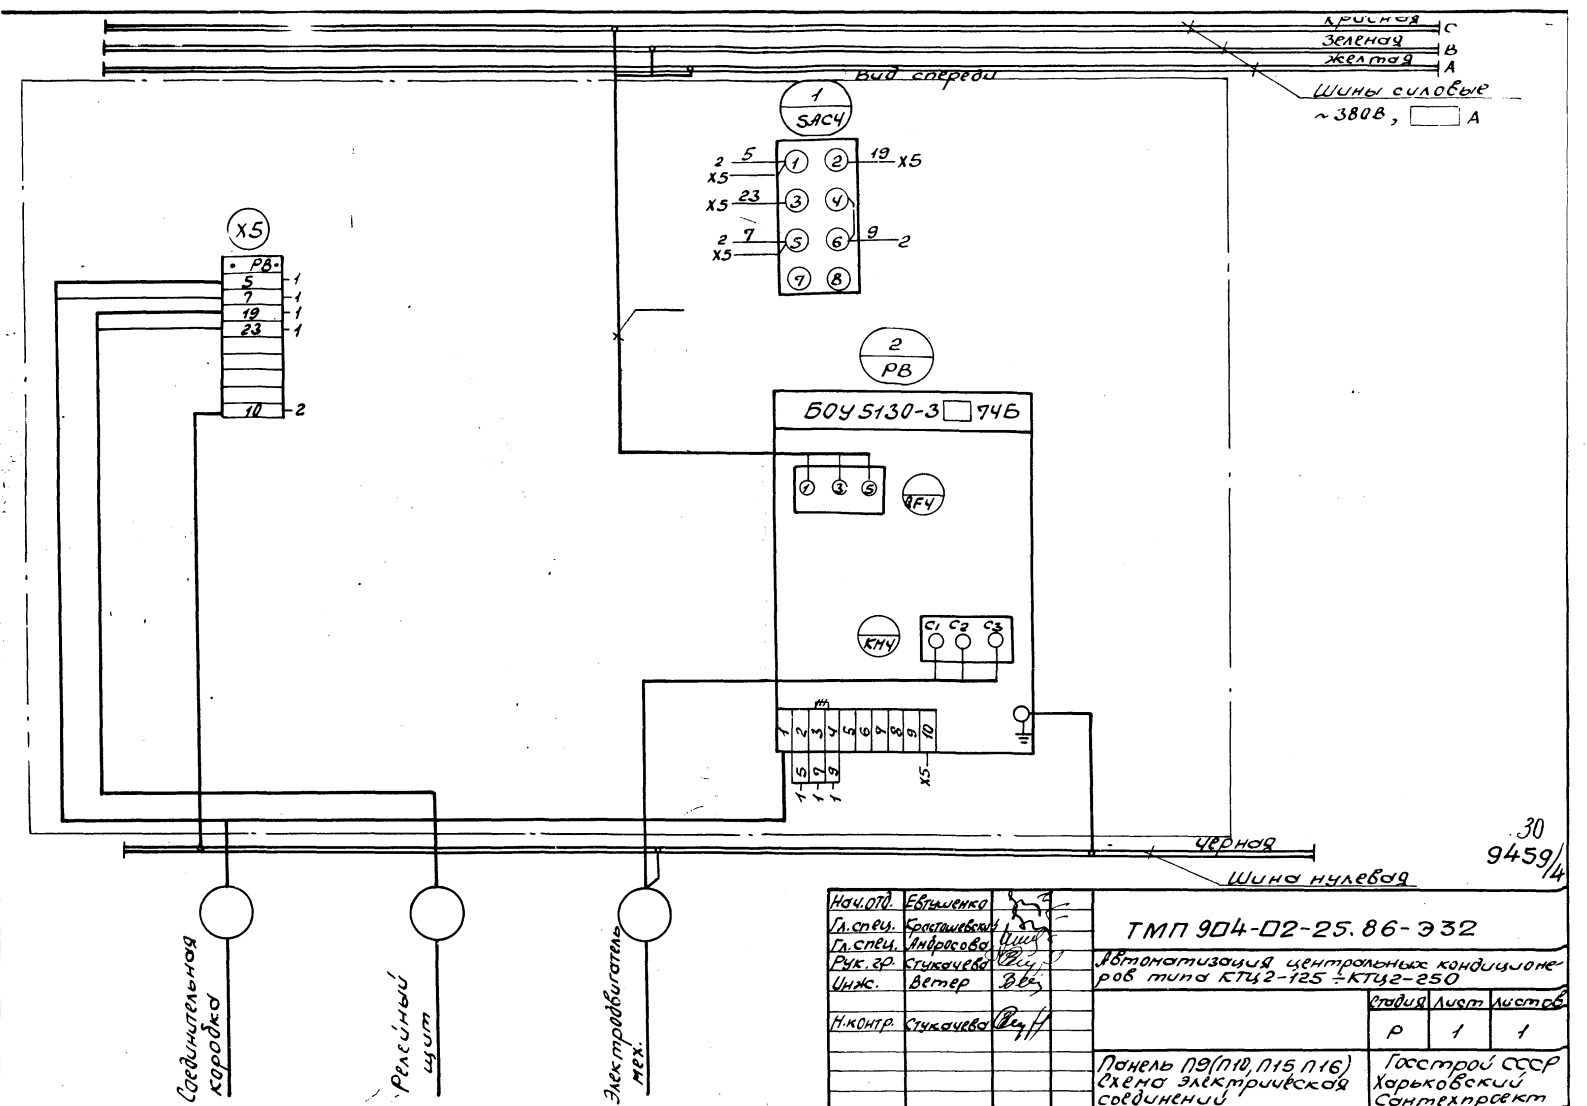 Красная C
Зеленая B
Желтая A
Шины силовые
~380В, А
Вид спереди
1
SAC4
2 5 1 2 19 X5
X5
X5 23 3 4
2 7 5 6 9 2
X5
7 8
X5
РВ
5 1
7 1
19 1
23 1
10 2
2
РВ
БОУ5130-3 74Б
1 3 5
QF4
KM4
C1 C2 C3
1 2 3 4 5 6 7 8 9 10
5 7 9 X5
1 1 1
Черная
Шина нулевая
30
9459/4
Соединительная
коробка
Релейный
щит
Электродвигатель
мех.
Нач.отд. Евтушенко
Гл.спец.
Гл.спец. Андросова
Рук.гр. Стукачева
Инж. Ветер
Н.контр. Стукачева
ТМП 904-02-25.86-ЭЗ2
Автоматизация центральных кондиционе-
ров типа КТЦ2-125÷КТЦ2-250
Стадия Лист Листов
Р 1 1
Панель П9(П10, П15, П16)
Схема электрическая
соединений
Госстрой СССР
Харьковский
Сантехпроект